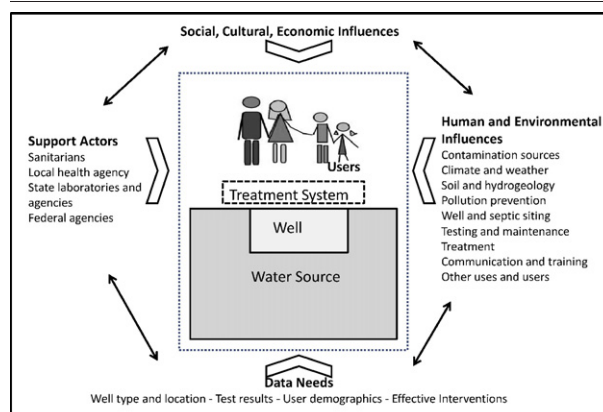 Social, Cultural, Economic Influences
Support Actors
Sanitarians
Local health agency
State laboratories and
agencies
Federal agencies
Users
Treatment System
Well
Water Source
Human and Environmental
Influences
Contamination sources
Climate and weather
Soil and hydrogeology
Pollution prevention
Well and septic siting
Testing and maintenance
Treatment
Communication and training
Other uses and users
Data Needs
Well type and location - Test results - User demographics - Effective Interventions